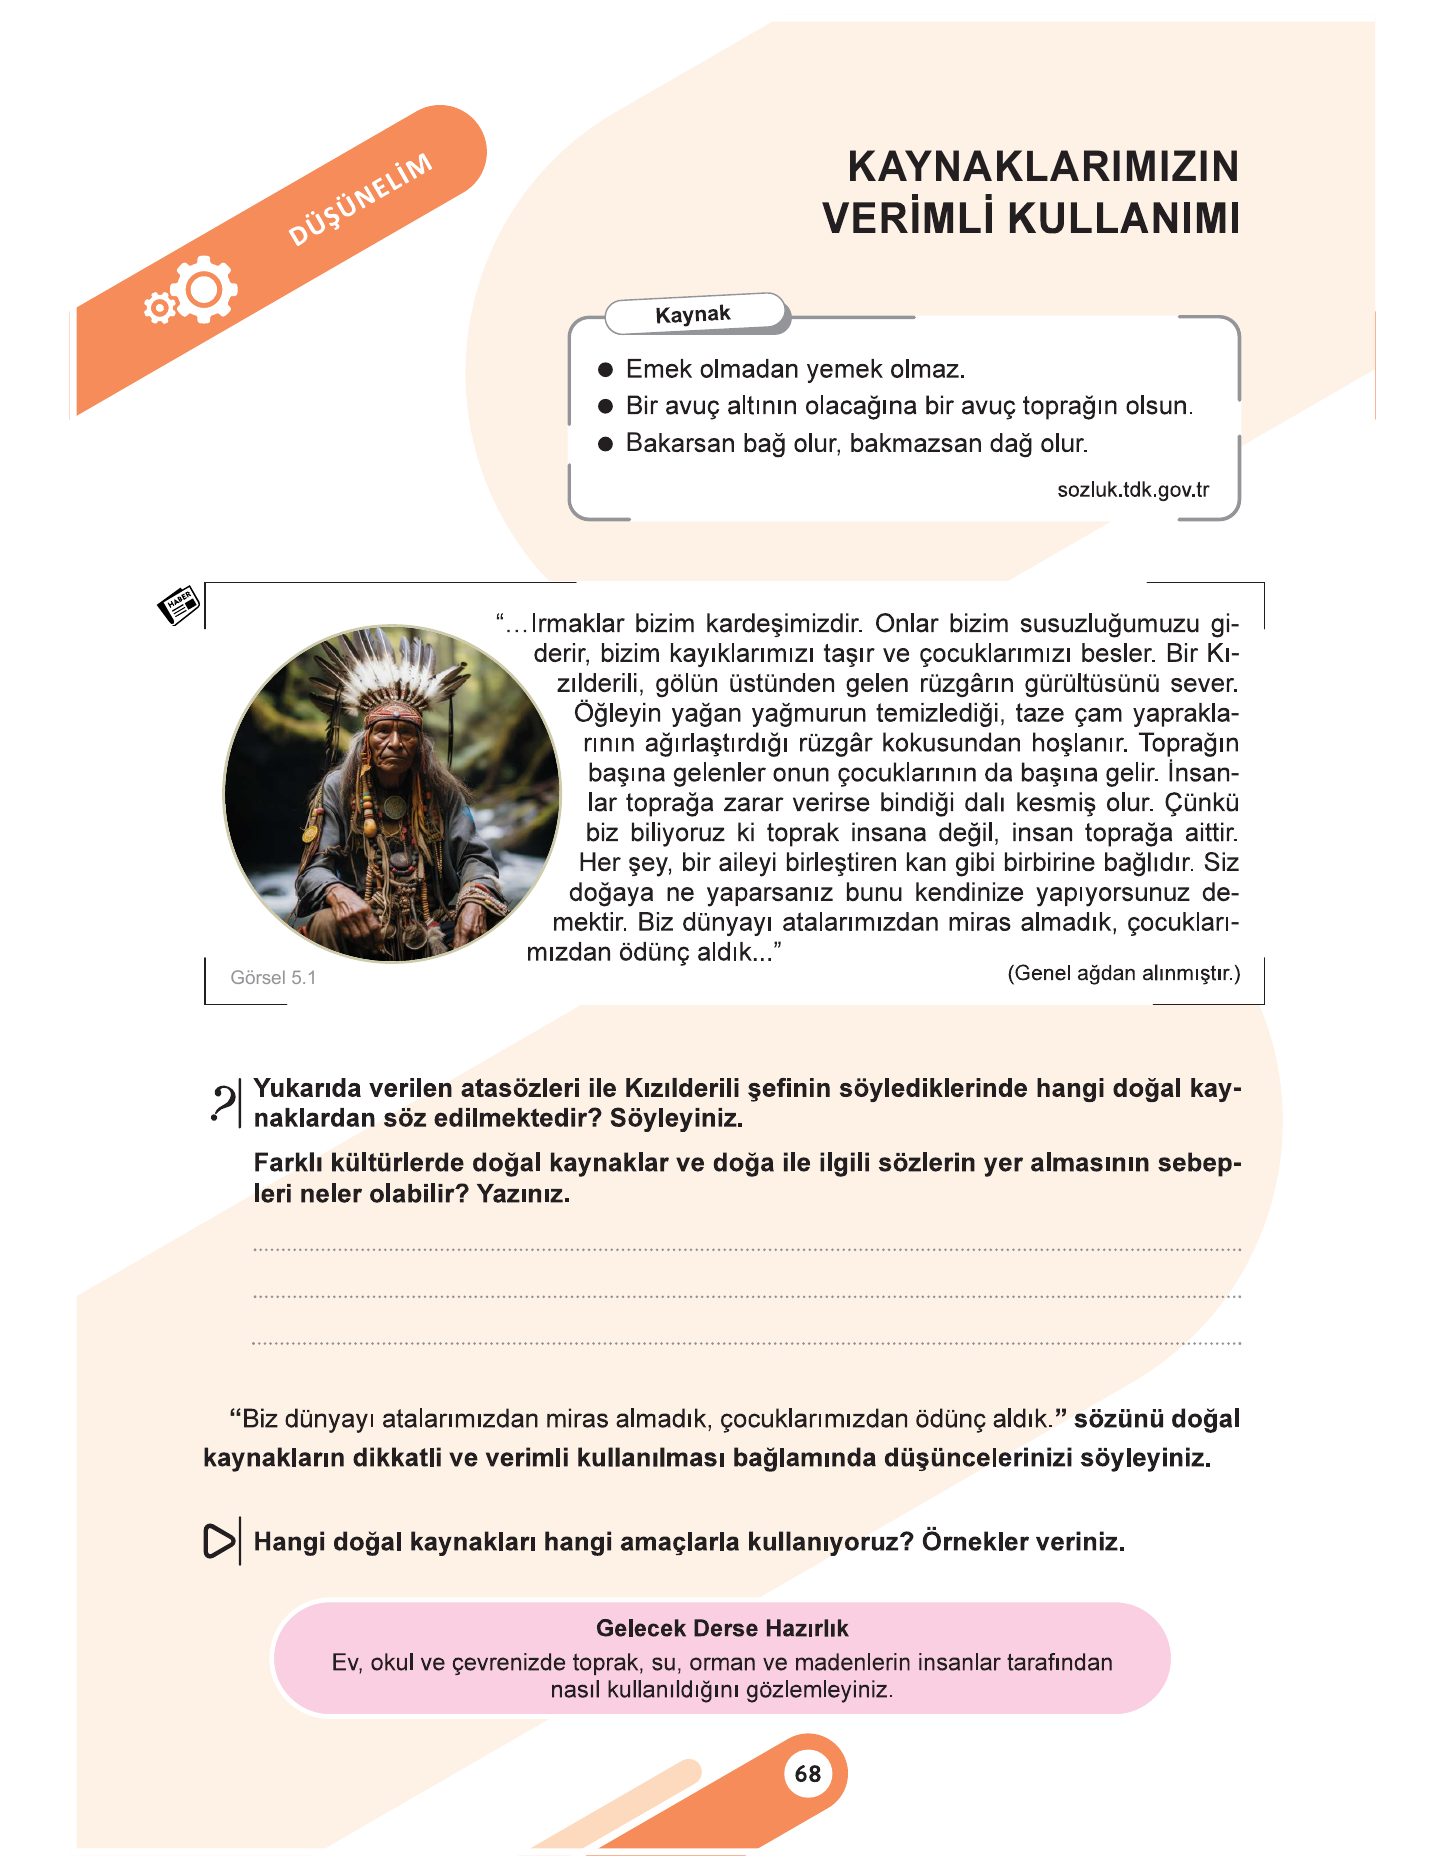 DÜŞÜNELİM
KAYNAKLARIMIZIN
VERİMLİ KULLANIMI
Kaynak
● Emek olmadan yemek olmaz.
● Bir avuç altının olacağına bir avuç toprağın olsun.
● Bakarsan bağ olur, bakmazsan dağ olur.
sozluk.tdk.gov.tr
HABER
“…Irmaklar bizim kardeşimizdir. Onlar bizim susuzluğumuzu gi-
derir, bizim kayıklarımızı taşır ve çocuklarımızı besler. Bir Kı-
zılderili, gölün üstünden gelen rüzgârın gürültüsünü sever.
Öğleyin yağan yağmurun temizlediği, taze çam yaprakla-
rının ağırlaştırdığı rüzgâr kokusundan hoşlanır. Toprağın
başına gelenler onun çocuklarının da başına gelir. İnsan-
lar toprağa zarar verirse bindiği dalı kesmiş olur. Çünkü
biz biliyoruz ki toprak insana değil, insan toprağa aittir.
Her şey, bir aileyi birleştiren kan gibi birbirine bağlıdır. Siz
doğaya ne yaparsanız bunu kendinize yapıyorsunuz de-
mektir. Biz dünyayı atalarımızdan miras almadık, çocukları-
mızdan ödünç aldık...”
(Genel ağdan alınmıştır.)
Görsel 5.1
? Yukarıda verilen atasözleri ile Kızılderili şefinin söylediklerinde hangi doğal kay-
naklardan söz edilmektedir? Söyleyiniz.
Farklı kültürlerde doğal kaynaklar ve doğa ile ilgili sözlerin yer almasının sebep-
leri neler olabilir? Yazınız.
“Biz dünyayı atalarımızdan miras almadık, çocuklarımızdan ödünç aldık.” sözünü doğal
kaynakların dikkatli ve verimli kullanılması bağlamında düşüncelerinizi söyleyiniz.
Hangi doğal kaynakları hangi amaçlarla kullanıyoruz? Örnekler veriniz.
Gelecek Derse Hazırlık
Ev, okul ve çevrenizde toprak, su, orman ve madenlerin insanlar tarafından
nasıl kullanıldığını gözlemleyiniz.
68